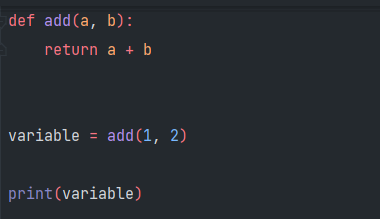 def add(a, b):
    return a + b
variable = add(1, 2)
print(variable)